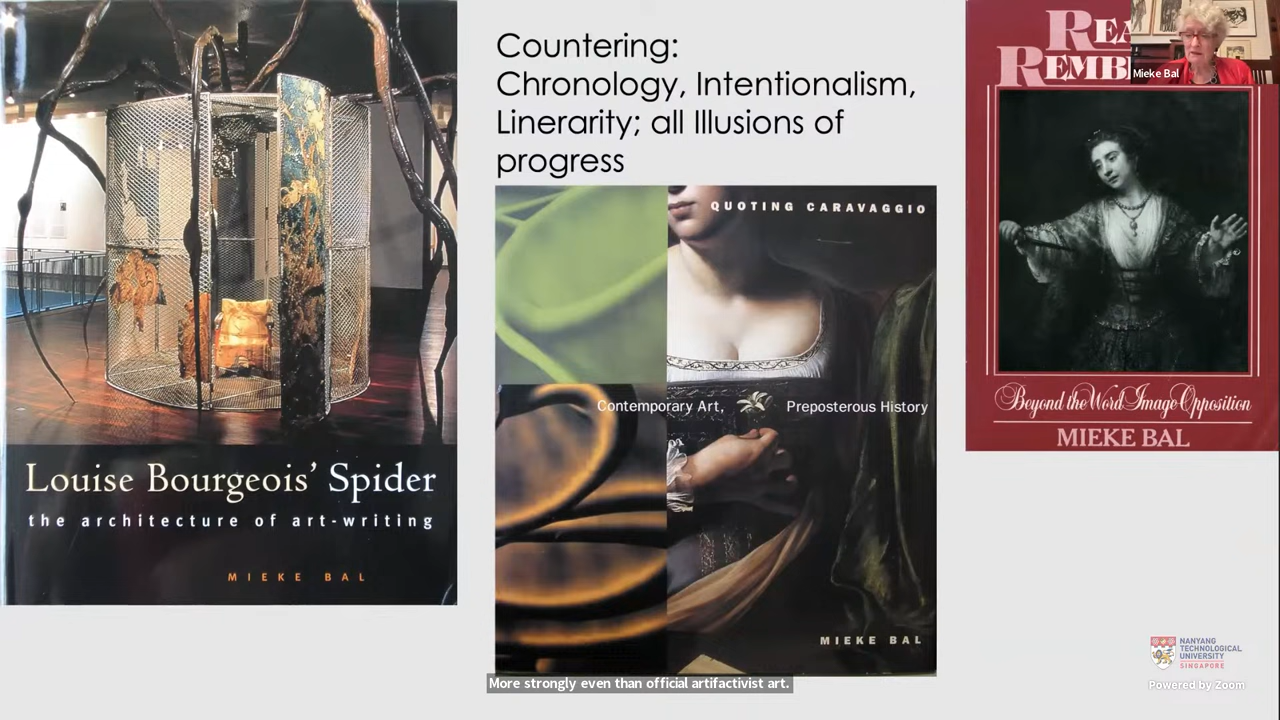 Countering:
Chronology, Intentionalism,
Linerarity; all Illusions of
progress
Louise Bourgeois' Spider
the architecture of art-writing
MIEKE BAL
QUOTING CARAVAGGIO
Contemporary Art, Preposterous History
MIEKE BAL
Mieke Bal
Beyond the Word Image Opposition
MIEKE BAL
More strongly even than official artifactivist art.
NANYANG
TECHNOLOGICAL
UNIVERSITY
SINGAPORE
Powered by Zoom